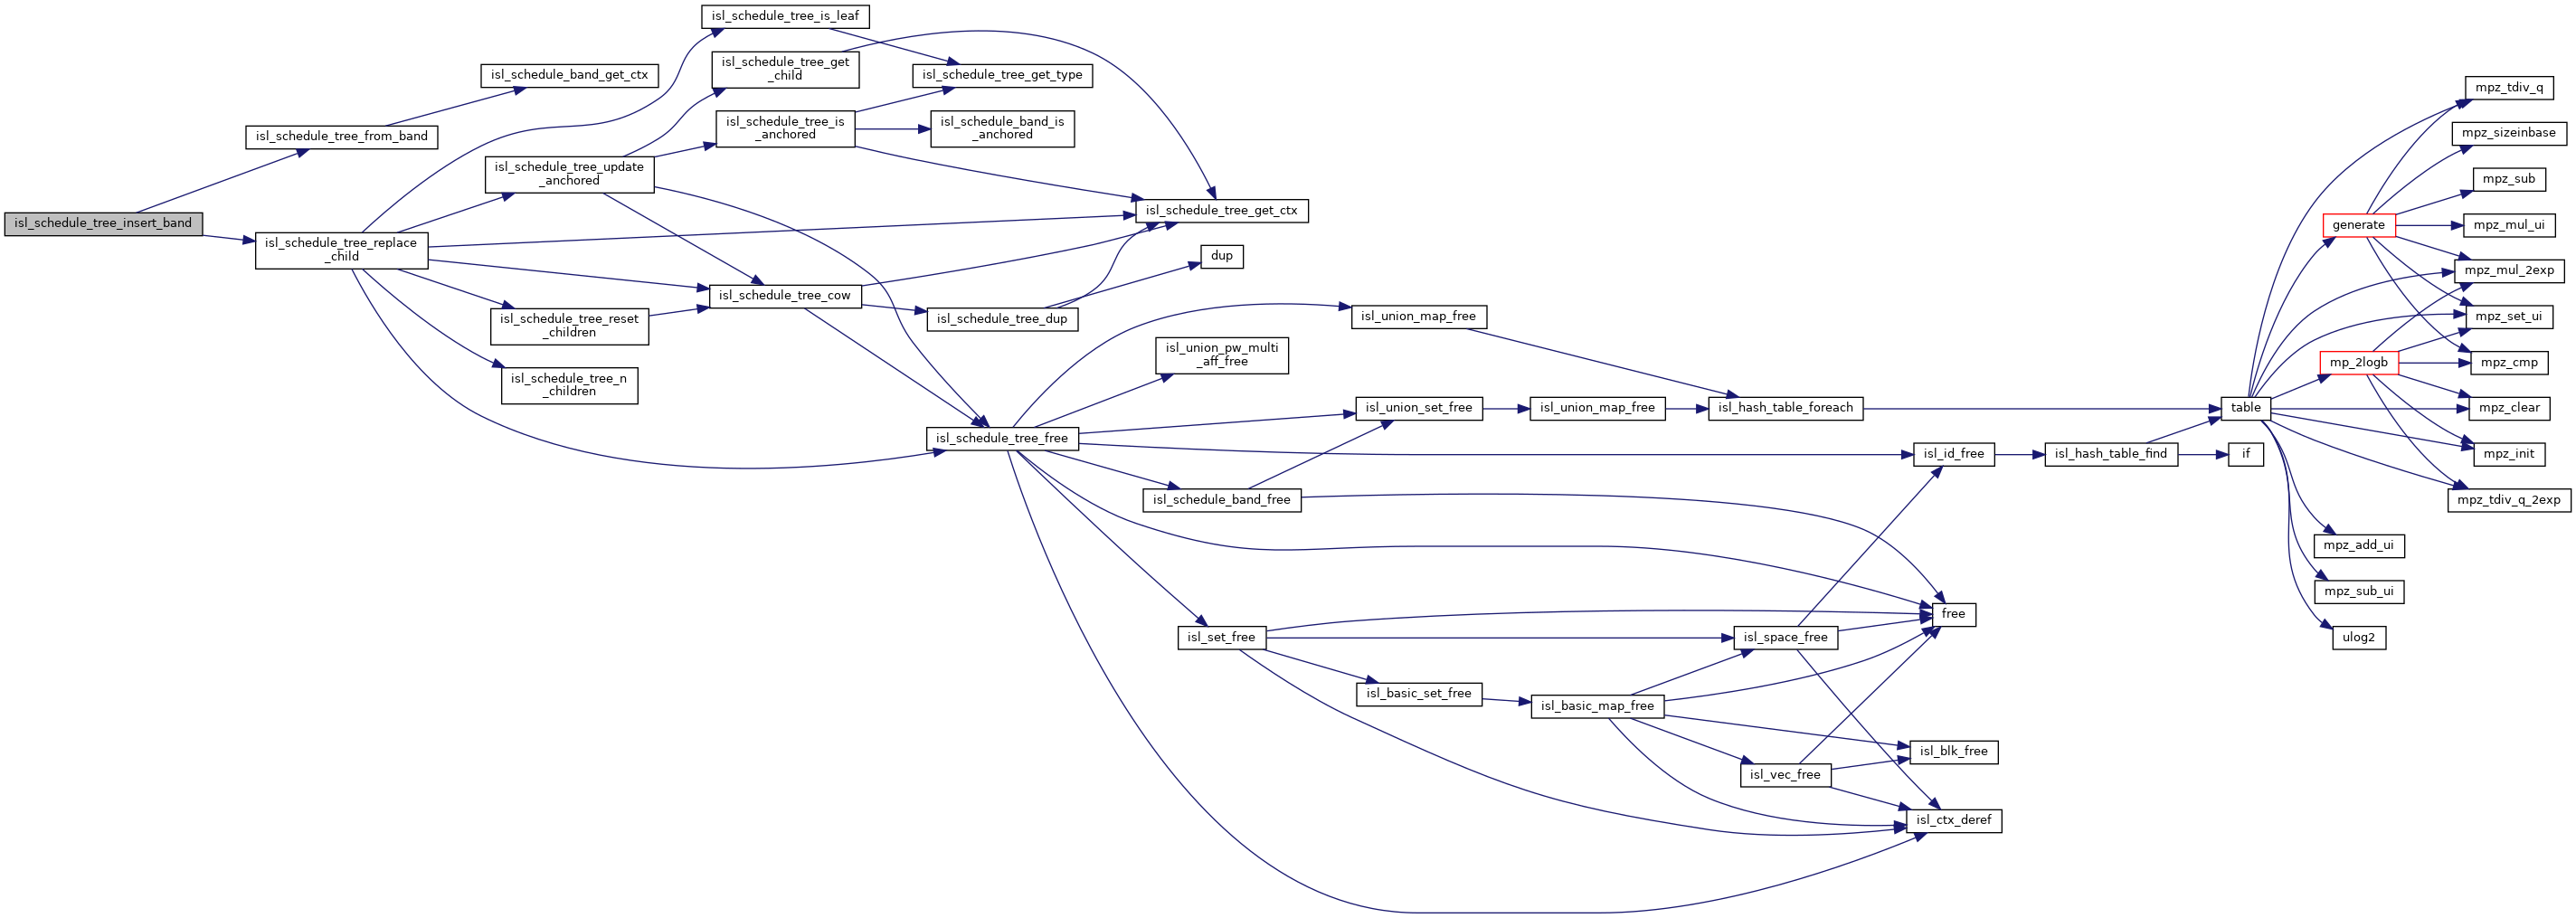 isl_schedule_tree_insert_band
isl_schedule_tree_from_band
isl_schedule_band_get_ctx
isl_schedule_tree_replace
_child
isl_schedule_tree_update
_anchored
isl_schedule_tree_reset
_children
isl_schedule_tree_n
_children
isl_schedule_tree_is_leaf
isl_schedule_tree_get
_child
isl_schedule_tree_is
_anchored
isl_schedule_tree_cow
isl_schedule_tree_get_type
isl_schedule_band_is
_anchored
isl_schedule_tree_dup
isl_schedule_tree_free
isl_schedule_tree_get_ctx
dup
isl_union_pw_multi
_aff_free
isl_schedule_band_free
isl_set_free
isl_union_map_free
isl_union_set_free
isl_basic_set_free
isl_union_map_free
isl_basic_map_free
isl_hash_table_foreach
isl_space_free
isl_vec_free
isl_id_free
free
isl_blk_free
isl_ctx_deref
isl_hash_table_find
table
if
generate
mp_2logb
mpz_add_ui
mpz_sub_ui
ulog2
mpz_tdiv_q
mpz_sizeinbase
mpz_sub
mpz_mul_ui
mpz_mul_2exp
mpz_set_ui
mpz_cmp
mpz_clear
mpz_init
mpz_tdiv_q_2exp